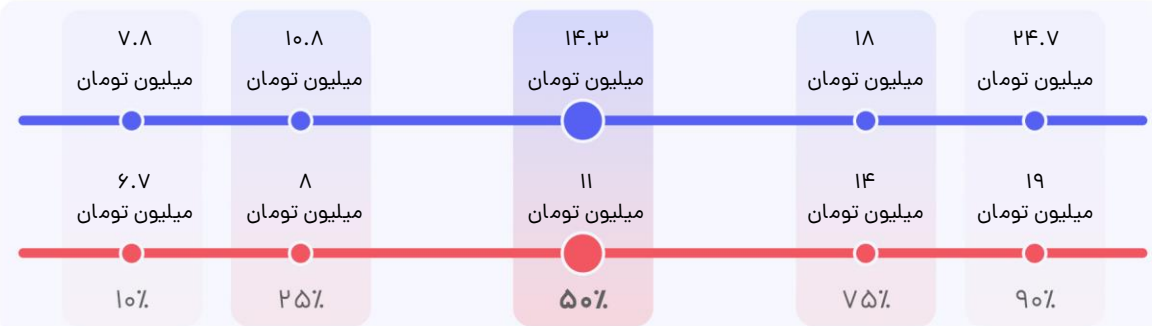 ۷.۸ ۱۰.۸ ۱۴.۳ ۱۸ ۲۴.۷
میلیون تومان میلیون تومان میلیون تومان میلیون تومان میلیون تومان
۶.۷ ۸ ۱۱ ۱۴ ۱۹
میلیون تومان میلیون تومان میلیون تومان میلیون تومان میلیون تومان
۱۰٪ ۲۵٪ ۵۰٪ ۷۵٪ ۹۰٪